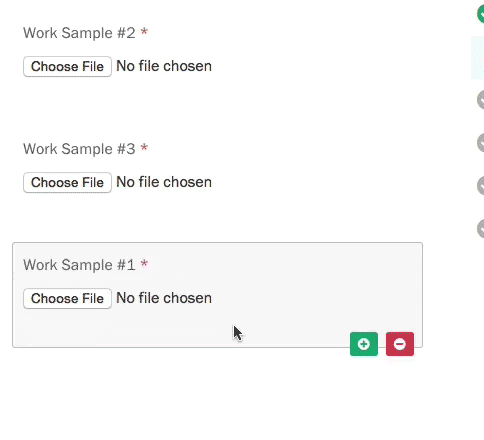 Work Sample #2 *
Choose File No file chosen
Work Sample #3 *
Choose File No file chosen
Work Sample #1 *
Choose File No file chosen